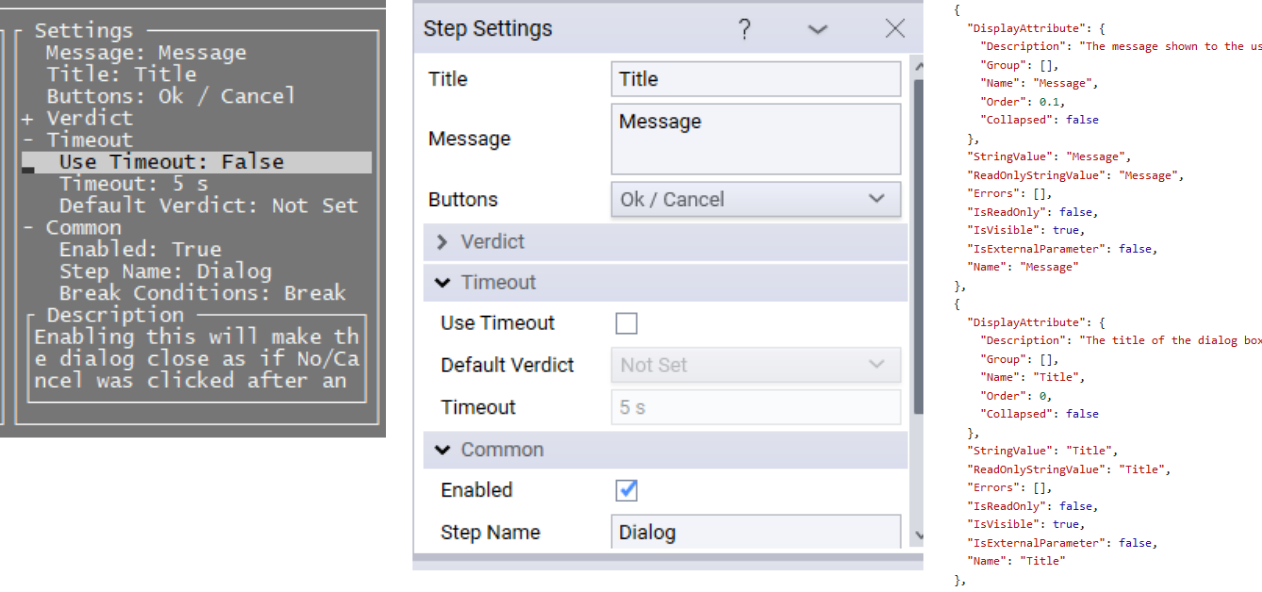 Settings
Message: Message
Title: Title
Buttons: Ok / Cancel
+ Verdict
- Timeout
Use Timeout: False
Timeout: 5 s
Default Verdict: Not Set
- Common
Enabled: True
Step Name: Dialog
Break Conditions: Break
Description
Enabling this will make th
e dialog close as if No/Ca
ncel was clicked after an
Step Settings ?
Title Title
Message Message
Buttons Ok / Cancel
Verdict
Timeout
Use Timeout
Default Verdict Not Set
Timeout 5 s
Common
Enabled
Step Name Dialog
{
"DisplayAttribute": {
"Description": "The message shown to the us
"Group": [],
"Name": "Message",
"Order": 0.1,
"Collapsed": false
},
"StringValue": "Message",
"ReadOnlyStringValue": "Message",
"Errors": [],
"IsReadOnly": false,
"IsVisible": true,
"IsExternalParameter": false,
"Name": "Message"
},
{
"DisplayAttribute": {
"Description": "The title of the dialog box
"Group": [],
"Name": "Title",
"Order": 0,
"Collapsed": false
},
"StringValue": "Title",
"ReadOnlyStringValue": "Title",
"Errors": [],
"IsReadOnly": false,
"IsVisible": true,
"IsExternalParameter": false,
"Name": "Title"
},